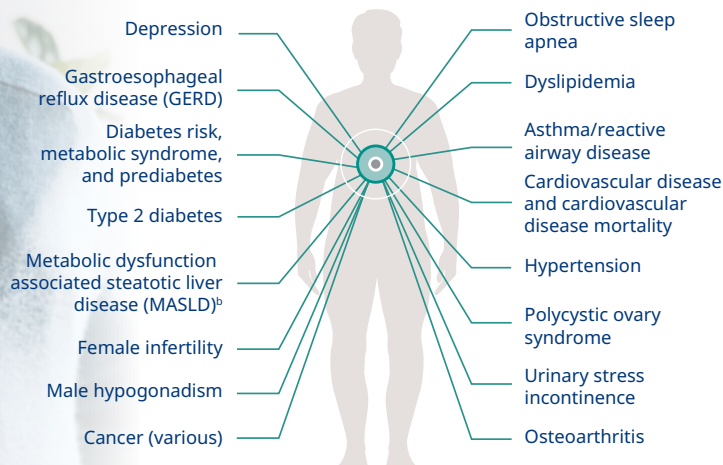 Depression
Gastroesophageal
reflux disease (GERD)
Diabetes risk,
metabolic syndrome,
and prediabetes
Type 2 diabetes
Metabolic dysfunction
associated steatotic liver
disease (MASLD)ᵇ
Female infertility
Male hypogonadism
Cancer (various)
Obstructive sleep
apnea
Dyslipidemia
Asthma/reactive
airway disease
Cardiovascular disease
and cardiovascular
disease mortality
Hypertension
Polycystic ovary
syndrome
Urinary stress
incontinence
Osteoarthritis